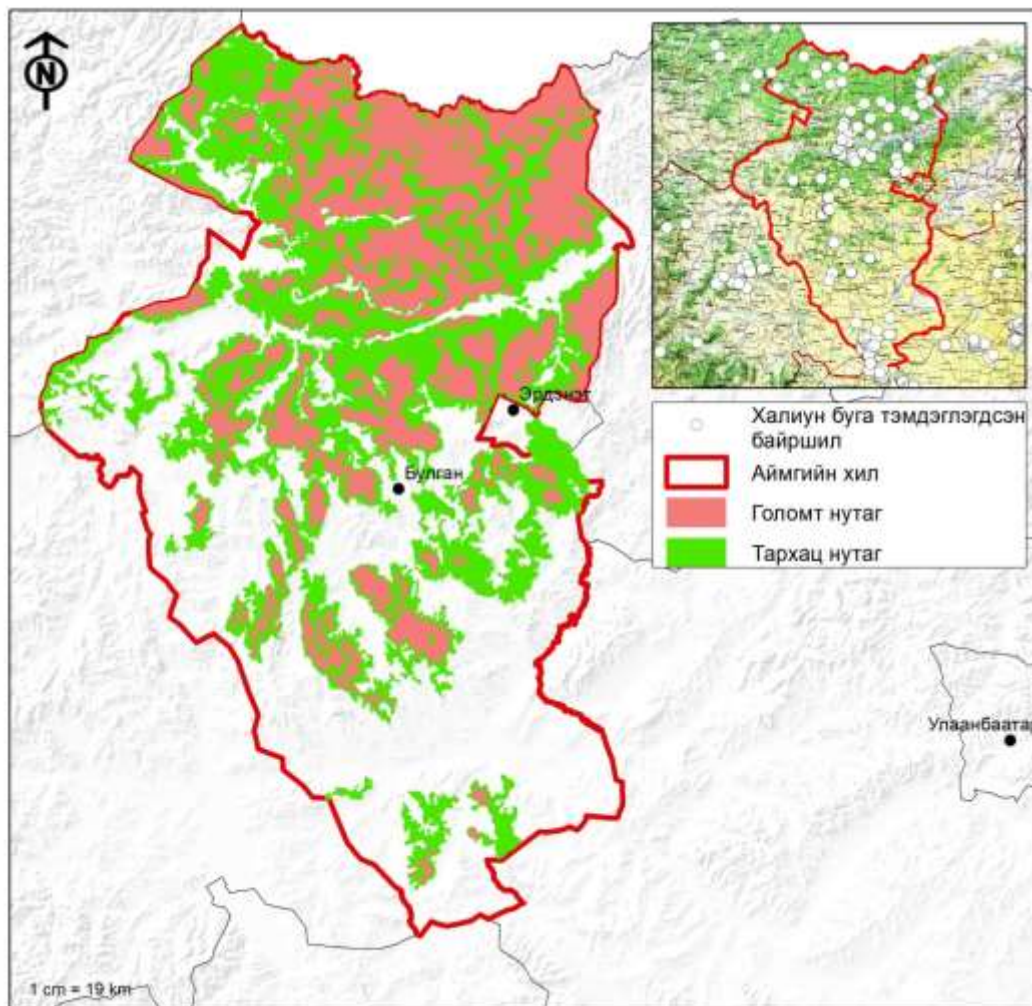 N
Эрдэнэт
Булган
Улаанбаатар
Халиун буга тэмдэглэгдсэн
байршил
Аймгийн хил
Голомт нутаг
Тархац нутаг
1 cm = 19 km